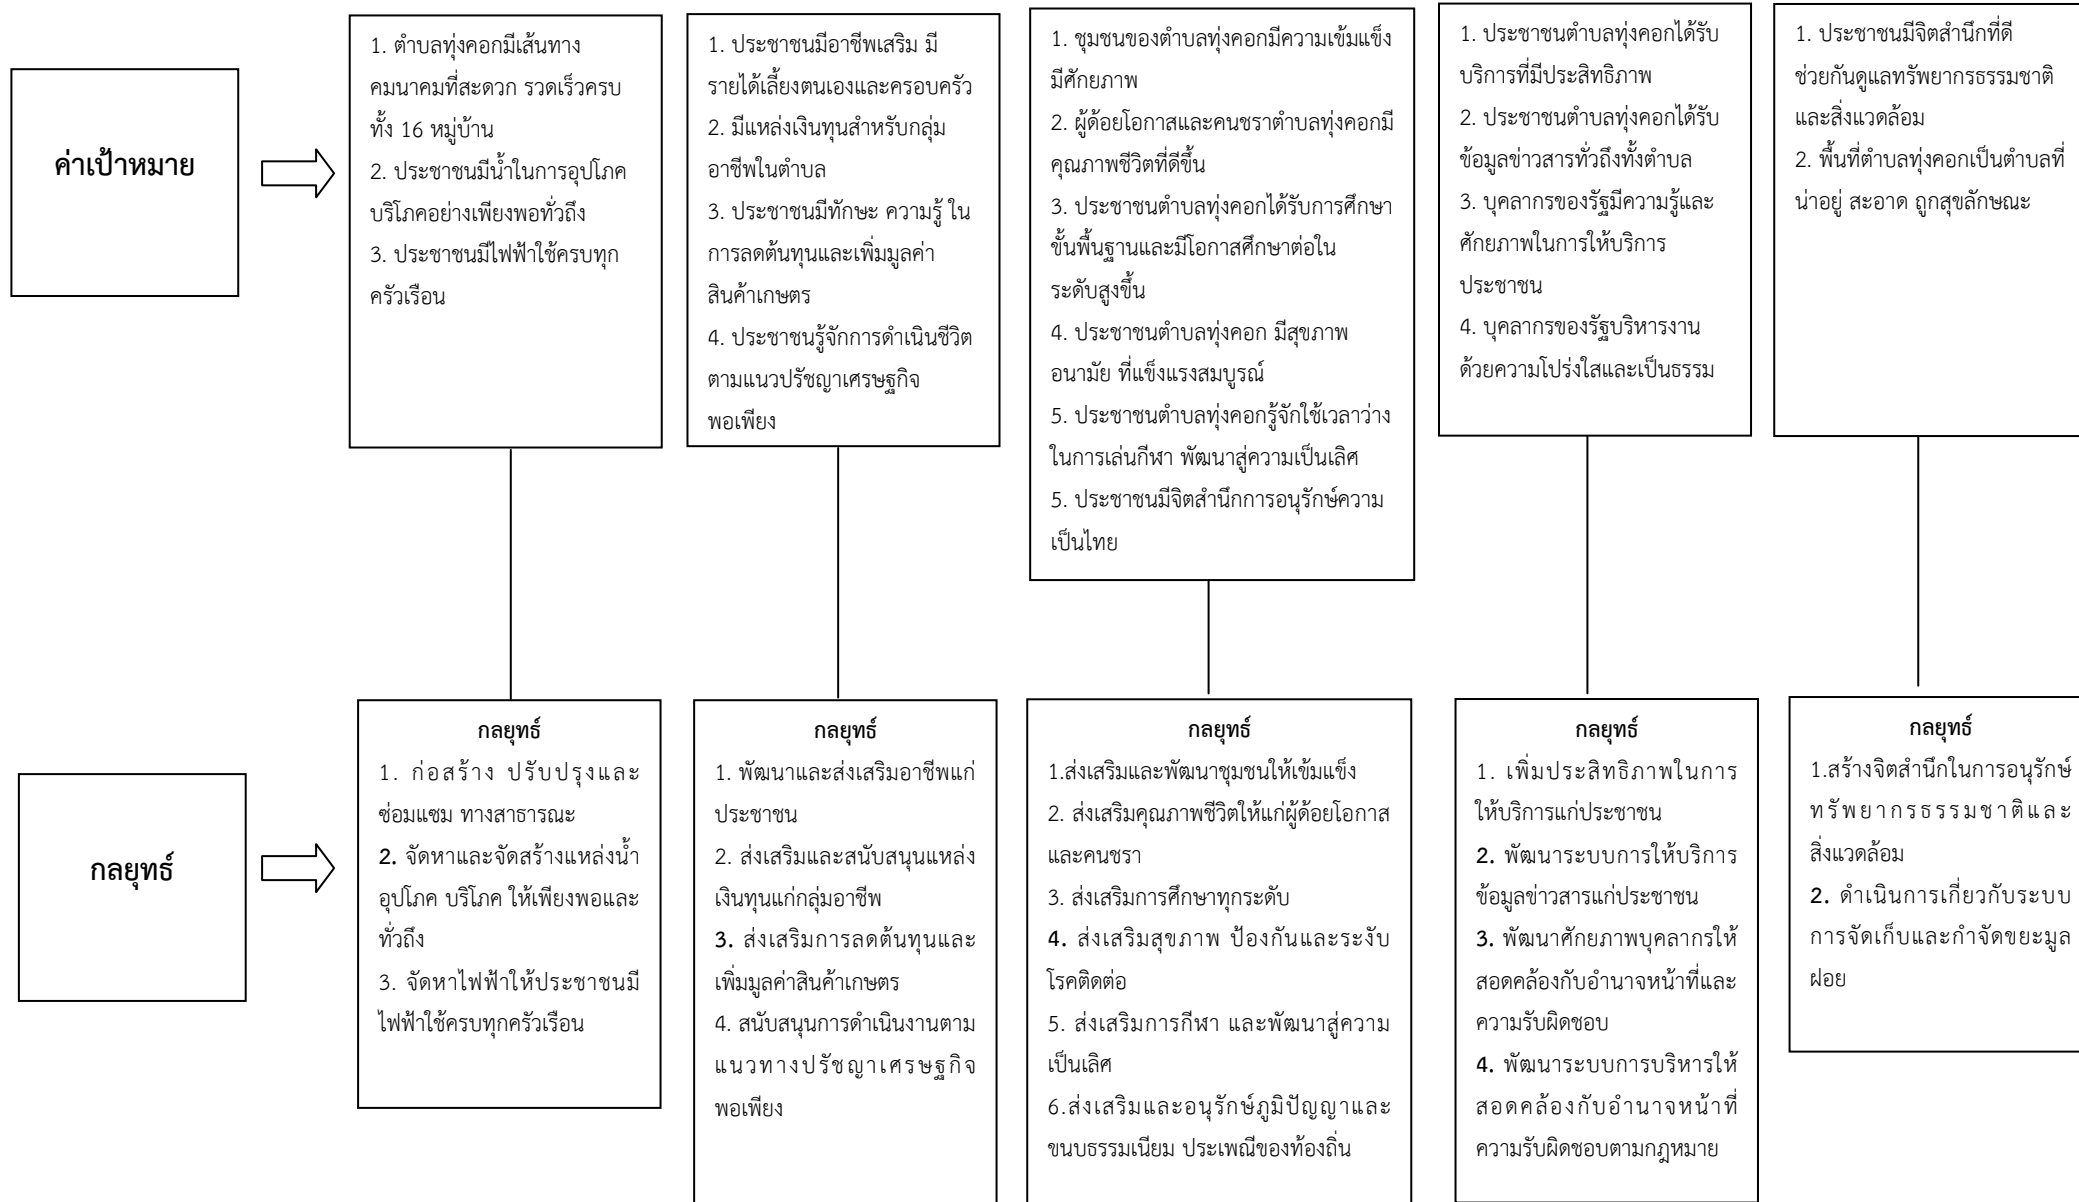 ค่าเป้าหมาย
1. ตำบลทุ่งคอกมีเส้นทาง
คมนาคมที่สะดวก รวดเร็วครบ
ทั้ง 16 หมู่บ้าน
2. ประชาชนมีน้ำในการอุปโภค
บริโภคอย่างเพียงพอทั่วถึง
3. ประชาชนมีไฟฟ้าใช้ครบทุก
ครัวเรือน
1. ประชาชนมีอาชีพเสริม มี
รายได้เลี้ยงตนเองและครอบครัว
2. มีแหล่งเงินทุนสำหรับกลุ่ม
อาชีพในตำบล
3. ประชาชนมีทักษะ ความรู้ ใน
การลดต้นทุนและเพิ่มมูลค่า
สินค้าเกษตร
4. ประชาชนรู้จักการดำเนินชีวิต
ตามแนวปรัชญาเศรษฐกิจ
พอเพียง
1. ชุมชนของตำบลทุ่งคอกมีความเข้มแข็ง
มีศักยภาพ
2. ผู้ด้อยโอกาสและคนชราตำบลทุ่งคอกมี
คุณภาพชีวิตที่ดีขึ้น
3. ประชาชนตำบลทุ่งคอกได้รับการศึกษา
ขั้นพื้นฐานและมีโอกาสศึกษาต่อใน
ระดับสูงขึ้น
4. ประชาชนตำบลทุ่งคอก มีสุขภาพ
อนามัย ที่แข็งแรงสมบูรณ์
5. ประชาชนตำบลทุ่งคอกรู้จักใช้เวลาว่าง
ในการเล่นกีฬา พัฒนาสู่ความเป็นเลิศ
5. ประชาชนมีจิตสำนึกการอนุรักษ์ความ
เป็นไทย
1. ประชาชนตำบลทุ่งคอกได้รับ
บริการที่มีประสิทธิภาพ
2. ประชาชนตำบลทุ่งคอกได้รับ
ข้อมูลข่าวสารทั่วถึงทั้งตำบล
3. บุคลากรของรัฐมีความรู้และ
ศักยภาพในการให้บริการ
ประชาชน
4. บุคลากรของรัฐบริหารงาน
ด้วยความโปร่งใสและเป็นธรรม
1. ประชาชนมีจิตสำนึกที่ดี
ช่วยกันดูแลทรัพยากรธรรมชาติ
และสิ่งแวดล้อม
2. พื้นที่ตำบลทุ่งคอกเป็นตำบลที่
น่าอยู่ สะอาด ถูกสุขลักษณะ
กลยุทธ์
กลยุทธ์
1. ก่อสร้าง ปรับปรุงและ
ซ่อมแซม ทางสาธารณะ
2. จัดหาและจัดสร้างแหล่งน้ำ
อุปโภค บริโภค ให้เพียงพอและ
ทั่วถึง
3. จัดหาไฟฟ้าให้ประชาชนมี
ไฟฟ้าใช้ครบทุกครัวเรือน
กลยุทธ์
1. พัฒนาและส่งเสริมอาชีพแก่
ประชาชน
2. ส่งเสริมและสนับสนุนแหล่ง
เงินทุนแก่กลุ่มอาชีพ
3. ส่งเสริมการลดต้นทุนและ
เพิ่มมูลค่าสินค้าเกษตร
4. สนับสนุนการดำเนินงานตาม
แนวทางปรัชญาเศรษฐกิจ
พอเพียง
กลยุทธ์
1.ส่งเสริมและพัฒนาชุมชนให้เข้มแข็ง
2. ส่งเสริมคุณภาพชีวิตให้แก่ผู้ด้อยโอกาส
และคนชรา
3. ส่งเสริมการศึกษาทุกระดับ
4. ส่งเสริมสุขภาพ ป้องกันและระงับ
โรคติดต่อ
5. ส่งเสริมการกีฬา และพัฒนาสู่ความ
เป็นเลิศ
6.ส่งเสริมและอนุรักษ์ภูมิปัญญาและ
ขนบธรรมเนียม ประเพณีของท้องถิ่น
กลยุทธ์
1. เพิ่มประสิทธิภาพในการ
ให้บริการแก่ประชาชน
2. พัฒนาระบบการให้บริการ
ข้อมูลข่าวสารแก่ประชาชน
3. พัฒนาศักยภาพบุคลากรให้
สอดคล้องกับอำนาจหน้าที่และ
ความรับผิดชอบ
4. พัฒนาระบบการบริหารให้
สอดคล้องกับอำนาจหน้าที่
ความรับผิดชอบตามกฎหมาย
กลยุทธ์
1.สร้างจิตสำนึกในการอนุรักษ์
ทรัพยากรธรรมชาติและ
สิ่งแวดล้อม
2. ดำเนินการเกี่ยวกับระบบ
การจัดเก็บและกำจัดขยะมูล
ฝอย